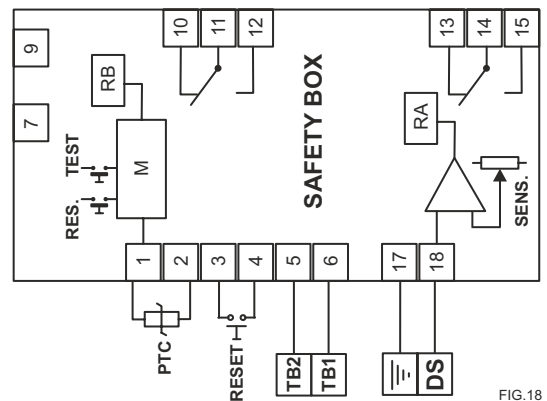 9
7
10
11
12
13
14
15
RB
TEST
RES.
M
SAFETY BOX
RA
SENS.
1
2
3
4
5
6
17
18
PTC
RESET
TB2
TB1
DS
FIG.18